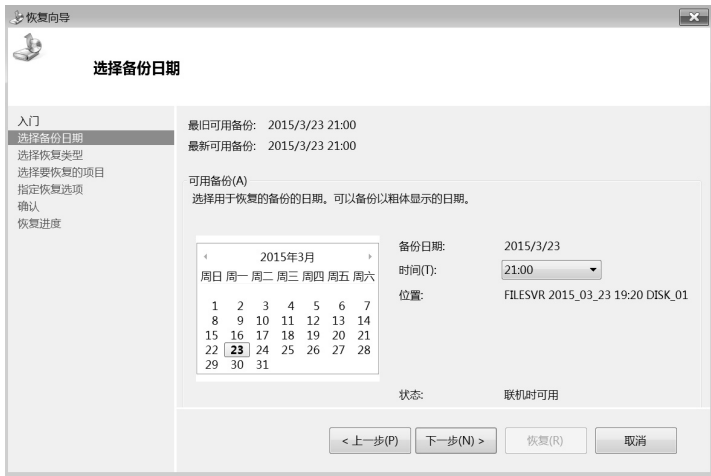 恢复向导
选择备份日期
入门
选择备份日期
选择恢复类型
选择要恢复的项目
指定恢复选项
确认
恢复进度
最旧可用备份: 2015/3/23 21:00
最新可用备份: 2015/3/23 21:00
可用备份(A)
选择用于恢复的备份的日期。可以备份以粗体显示的日期。
2015年3月
周日 周一 周二 周三 周四 周五 周六
1 2 3 4 5 6 7
8 9 10 11 12 13 14
15 16 17 18 19 20 21
22 23 24 25 26 27 28
29 30 31
备份日期: 2015/3/23
时间(T): 21:00
位置: FILESVR 2015_03_23 19:20 DISK_01
状态: 联机时可用
< 上一步(P) 下一步(N) > 恢复(R) 取消